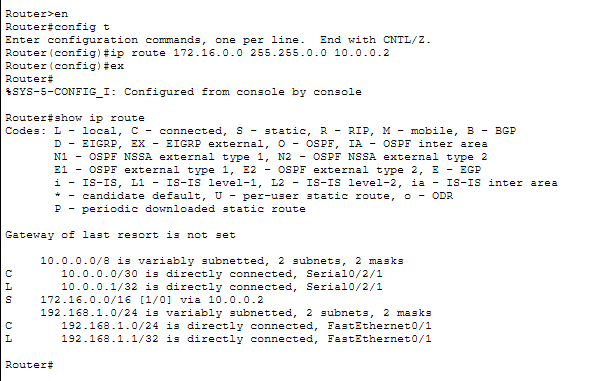 Router>en
Router#config t
Enter configuration commands, one per line.  End with CNTL/Z.
Router(config)#ip route 172.16.0.0 255.255.0.0 10.0.0.2
Router(config)#ex
Router#
%SYS-5-CONFIG_I: Configured from console by console

Router#show ip route
Codes: L - local, C - connected, S - static, R - RIP, M - mobile, B - BGP
       D - EIGRP, EX - EIGRP external, O - OSPF, IA - OSPF inter area
       N1 - OSPF NSSA external type 1, N2 - OSPF NSSA external type 2
       E1 - OSPF external type 1, E2 - OSPF external type 2, E - EGP
       i - IS-IS, L1 - IS-IS level-1, L2 - IS-IS level-2, ia - IS-IS inter area
       * - candidate default, U - per-user static route, o - ODR
       P - periodic downloaded static route

Gateway of last resort is not set

     10.0.0.0/8 is variably subnetted, 2 subnets, 2 masks
C       10.0.0.0/30 is directly connected, Serial0/2/1
L       10.0.0.1/32 is directly connected, Serial0/2/1
S    172.16.0.0/16 [1/0] via 10.0.0.2
     192.168.1.0/24 is variably subnetted, 2 subnets, 2 masks
C       192.168.1.0/24 is directly connected, FastEthernet0/1
L       192.168.1.1/32 is directly connected, FastEthernet0/1

Router#